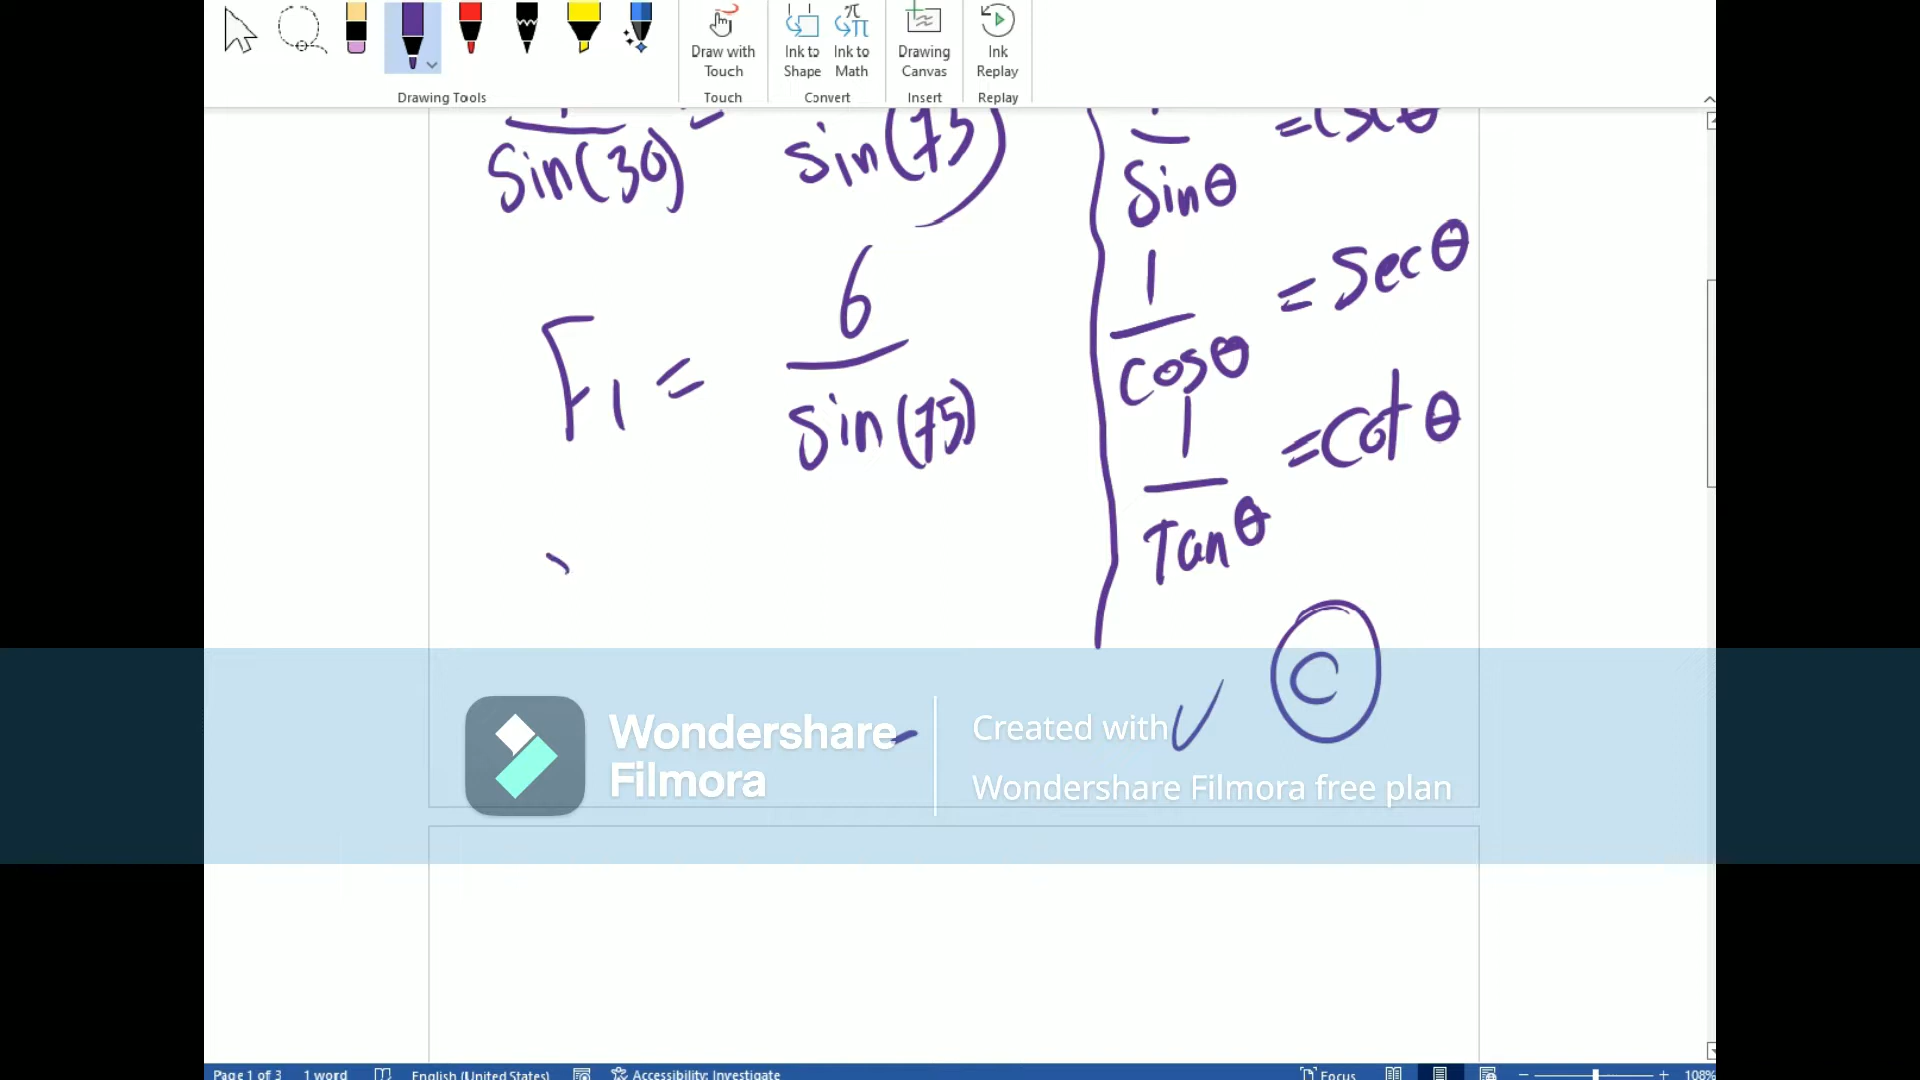 Draw with Touch
Ink to Shape
Ink to Math
Drawing Canvas
Ink Replay
Drawing Tools
Touch
Convert
Insert
Replay
Sin(30) = sin(75)
Sinθ = cscθ
F1 = 6 / sin(75)
1 / cosθ = Secθ
1 / Tanθ = Cot θ
C
Wondershare Filmora
Created with
Wondershare Filmora free plan
Page 1 of 3
1 word
English (United States)
Accessibility: Investigate
Focus
108%